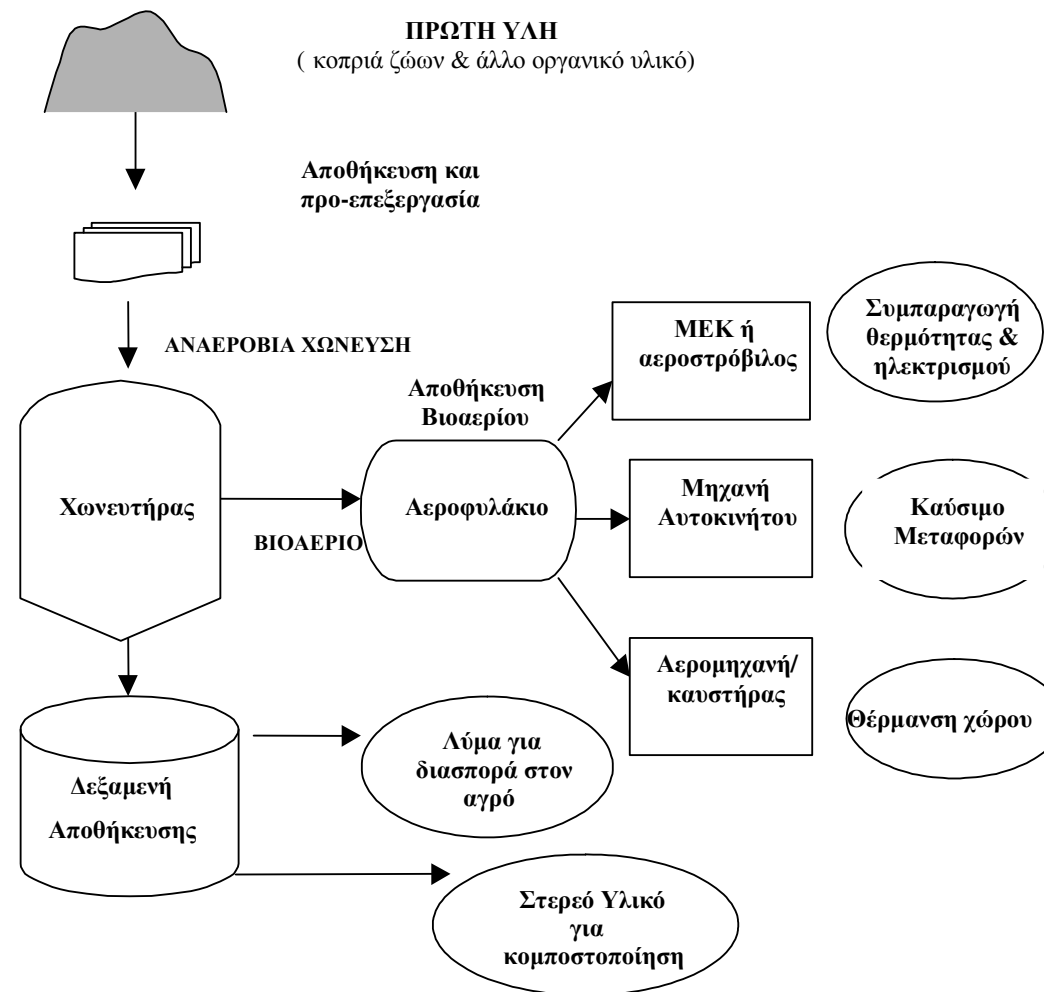 ΠΡΩΤΗ ΥΛΗ
( κοπριά ζώων & άλλο οργανικό υλικό)
Αποθήκευση και
προ-επεξεργασία
ΑΝΑΕΡΟΒΙΑ ΧΩΝΕΥΣΗ
Χωνευτήρας
ΒΙΟΑΕΡΙΟ
Αποθήκευση
Βιοαερίου
Αεροφυλάκιο
ΜΕΚ ή
αεροστρόβιλος
Συμπαραγωγή
θερμότητας &
ηλεκτρισμού
Μηχανή
Αυτοκινήτου
Καύσιμο
Μεταφορών
Αερομηχανή/
καυστήρας
Θέρμανση χώρου
Δεξαμενή
Αποθήκευσης
Λύμα για
διασπορά στον
αγρό
Στερεό Υλικό
για
κομποστοποίηση